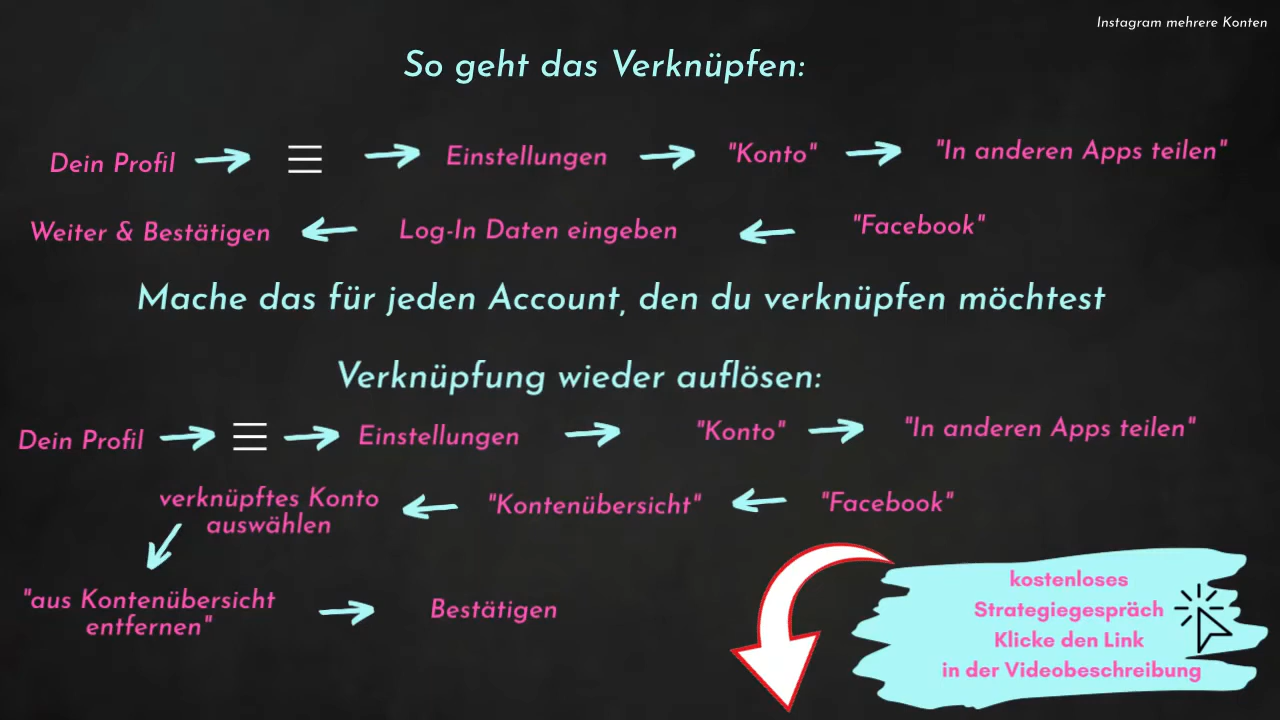 Instagram mehrere Konten
So geht das Verknüpfen:
Dein Profil Einstellungen "Konto" "In anderen Apps teilen"
Weiter & Bestätigen Log-In Daten eingeben "Facebook"
Mache das für jeden Account, den du verknüpfen möchtest
Verknüpfung wieder auflösen:
Dein Profil Einstellungen "Konto" "In anderen Apps teilen"
verknüpftes Konto
auswählen
"Kontenübersicht" "Facebook"
"aus Kontenübersicht
entfernen"
Bestätigen
kostenloses
Strategiegespräch
Klicke den Link
in der Videobeschreibung